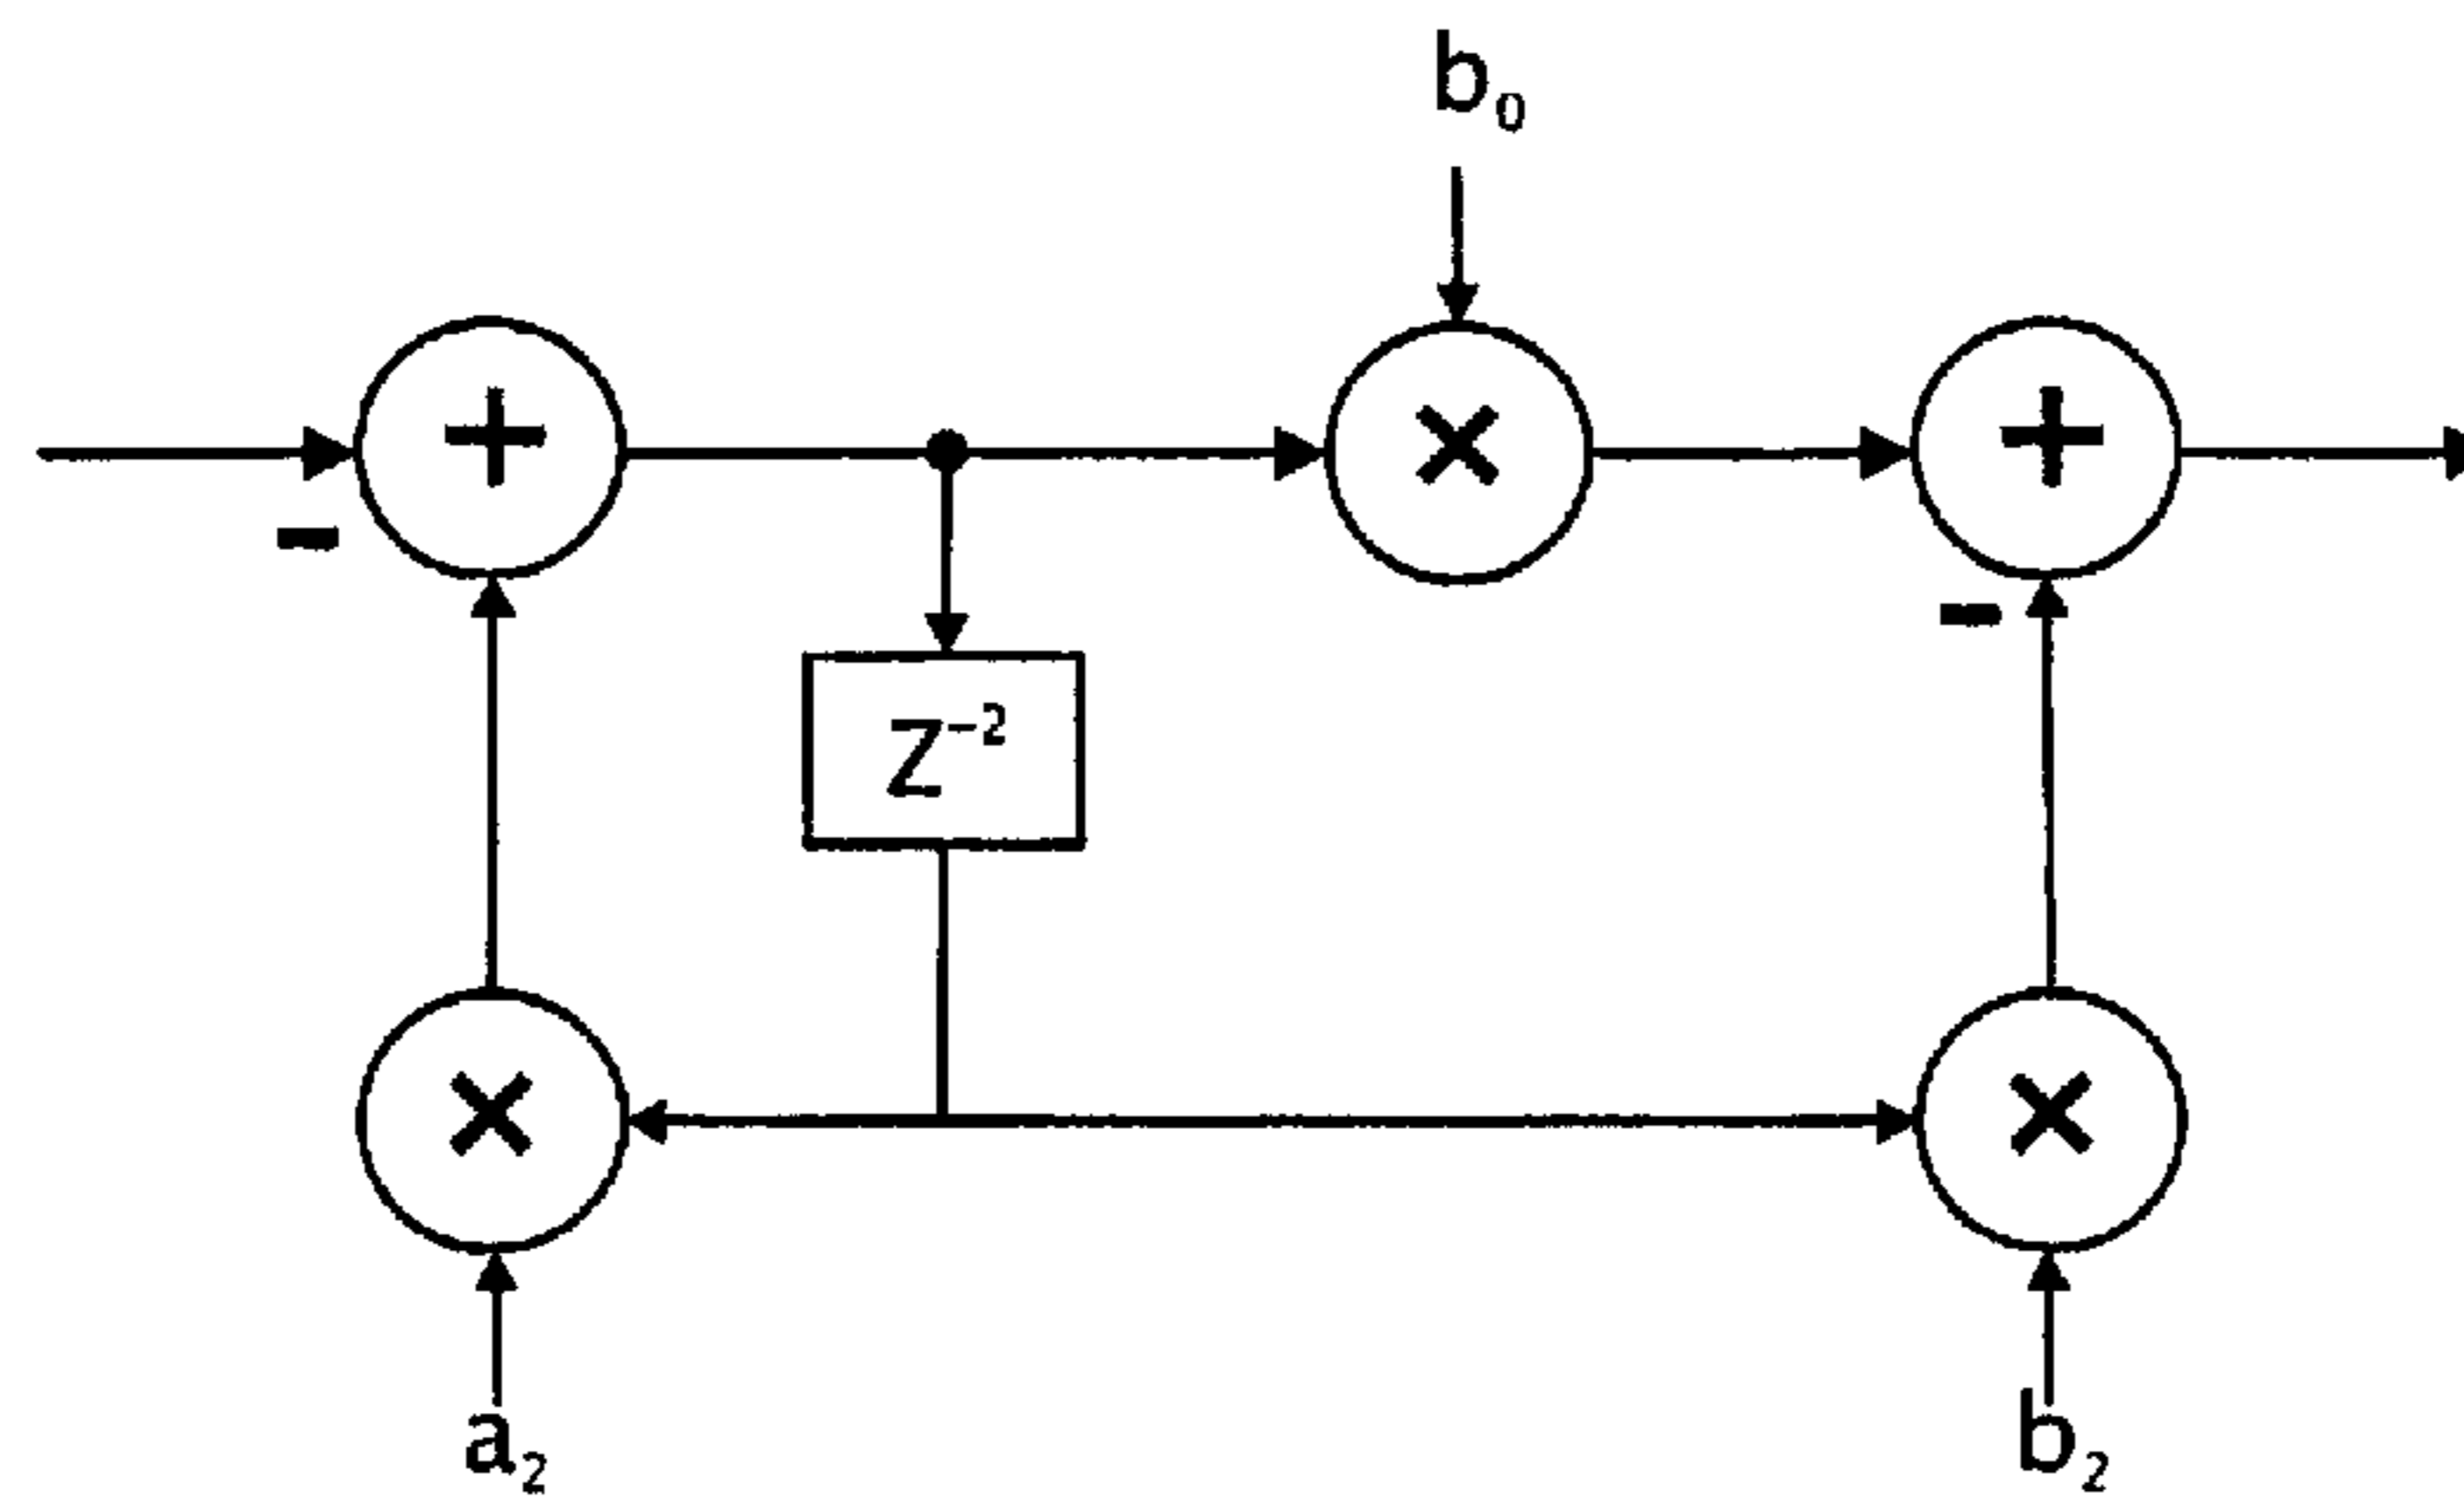 b₀
+ × +
−
−
Z⁻²
× ×
a₂ b₂